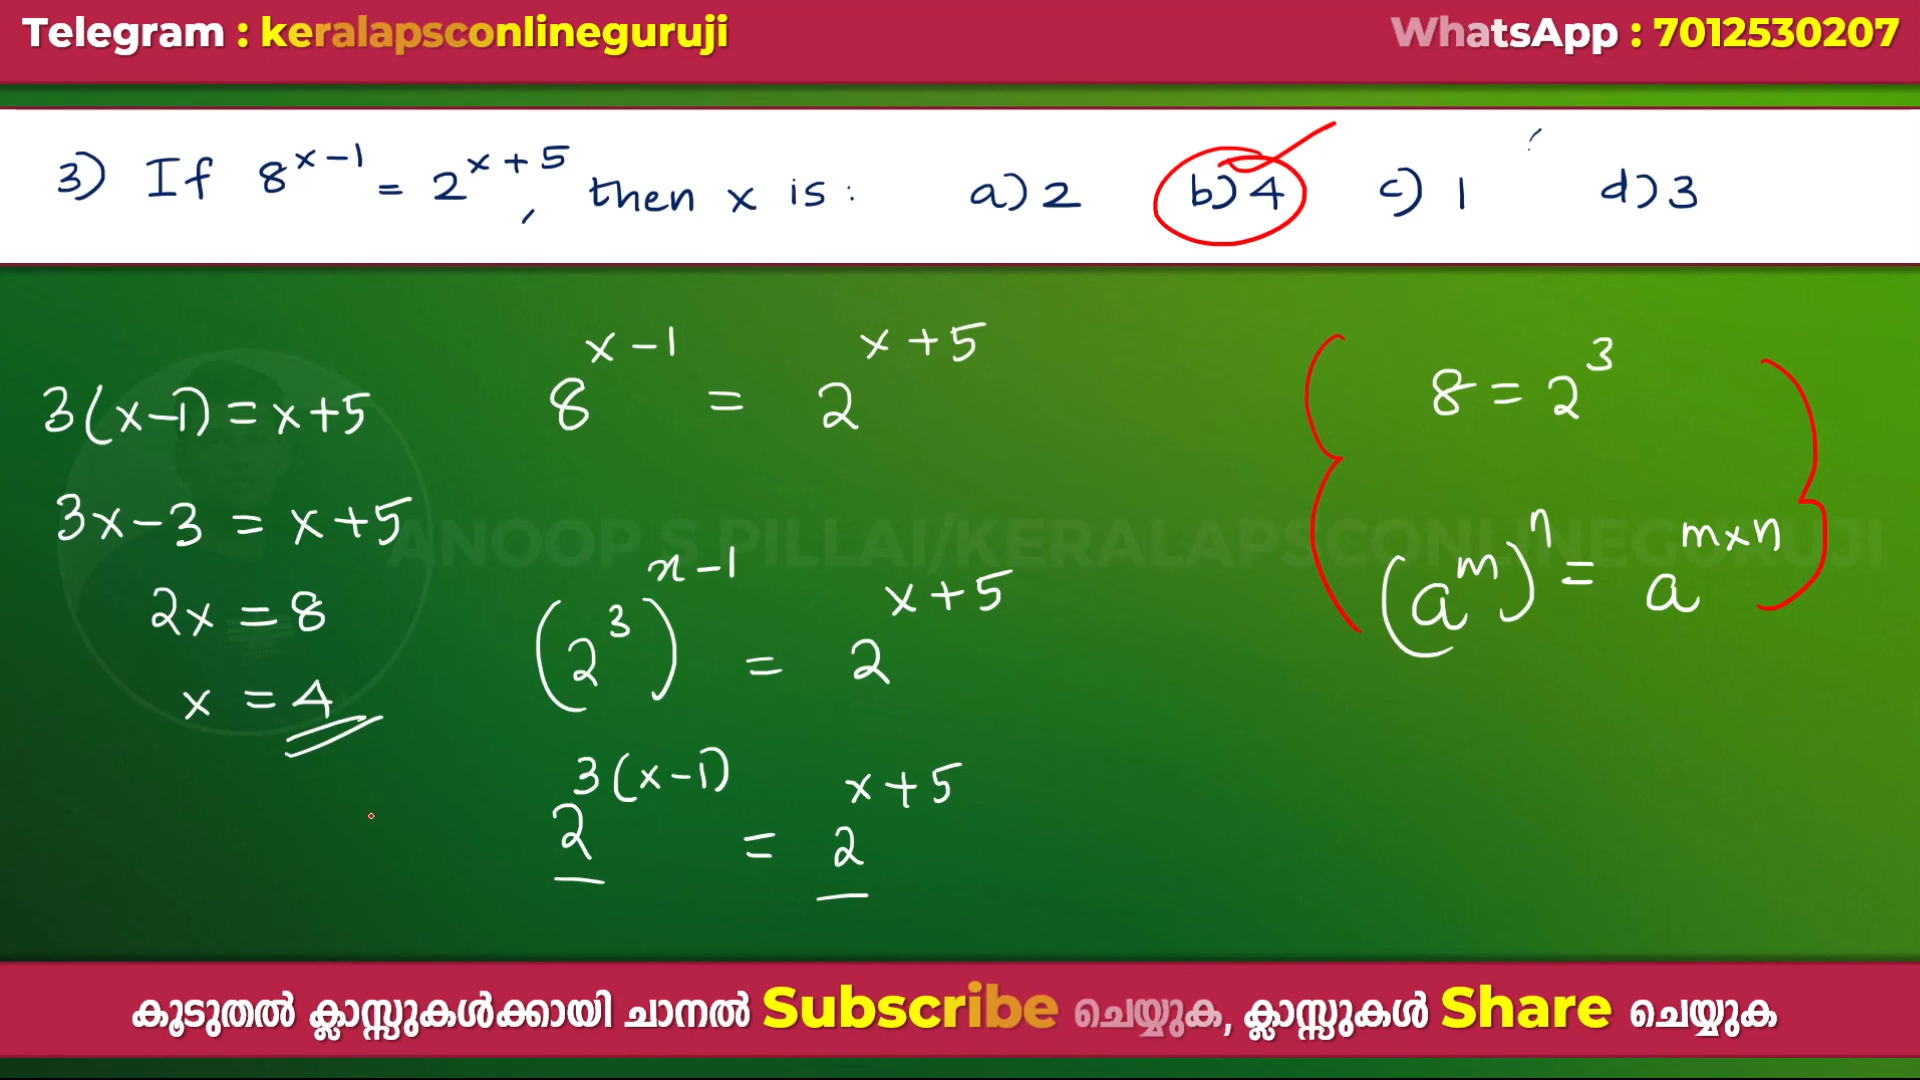 Telegram : keralapsconlineguruji
WhatsApp : 7012530207
3) If 8^{x-1} = 2^{x+5}, then x is : a) 2 b) 4 c) 1 d) 3
3(x-1) = x+5
3x-3 = x+5
2x = 8
x = 4
8^{x-1} = 2^{x+5}
(2^3)^{x-1} = 2^{x+5}
2^{3(x-1)} = 2^{x+5}
8 = 2^3
(a^m)^n = a^{m×n}
ANOOP S PILLAI/KERALAPSCONLINEGURUJI
കൂടുതൽ ക്ലാസ്സുകൾക്കായി ചാനൽ Subscribe ചെയ്യുക, ക്ലാസ്സുകൾ Share ചെയ്യുക